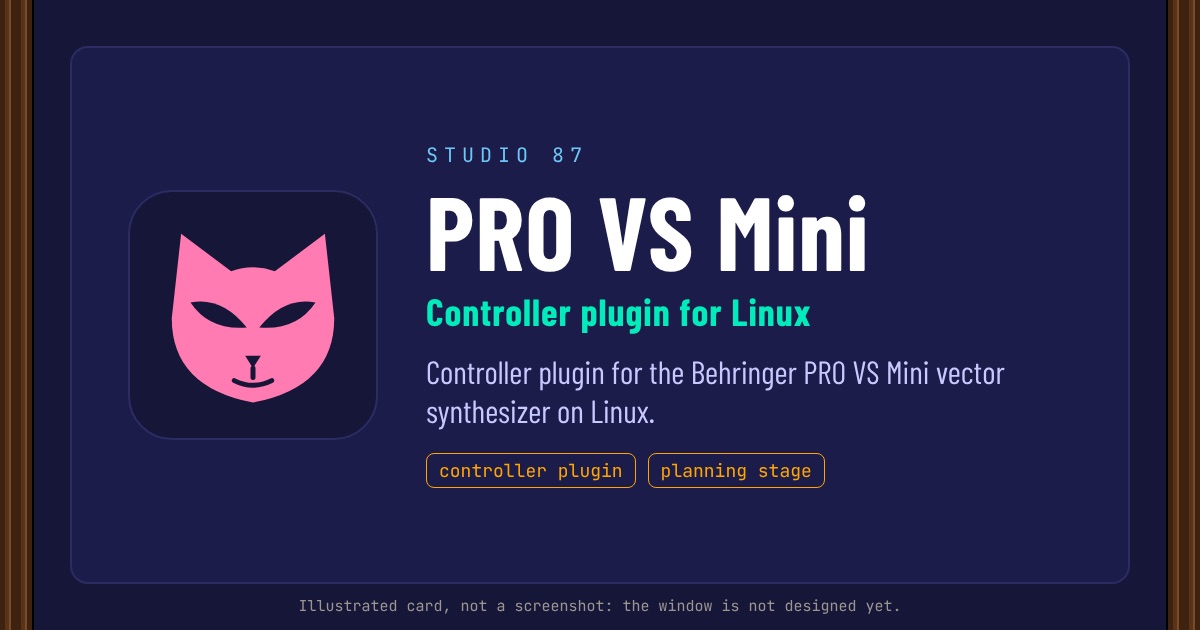 STUDIO 87
PRO VS Mini
Controller plugin for Linux
Controller plugin for the Behringer PRO VS Mini vector
synthesizer on Linux.
controller plugin
planning stage
Illustrated card, not a screenshot: the window is not designed yet.